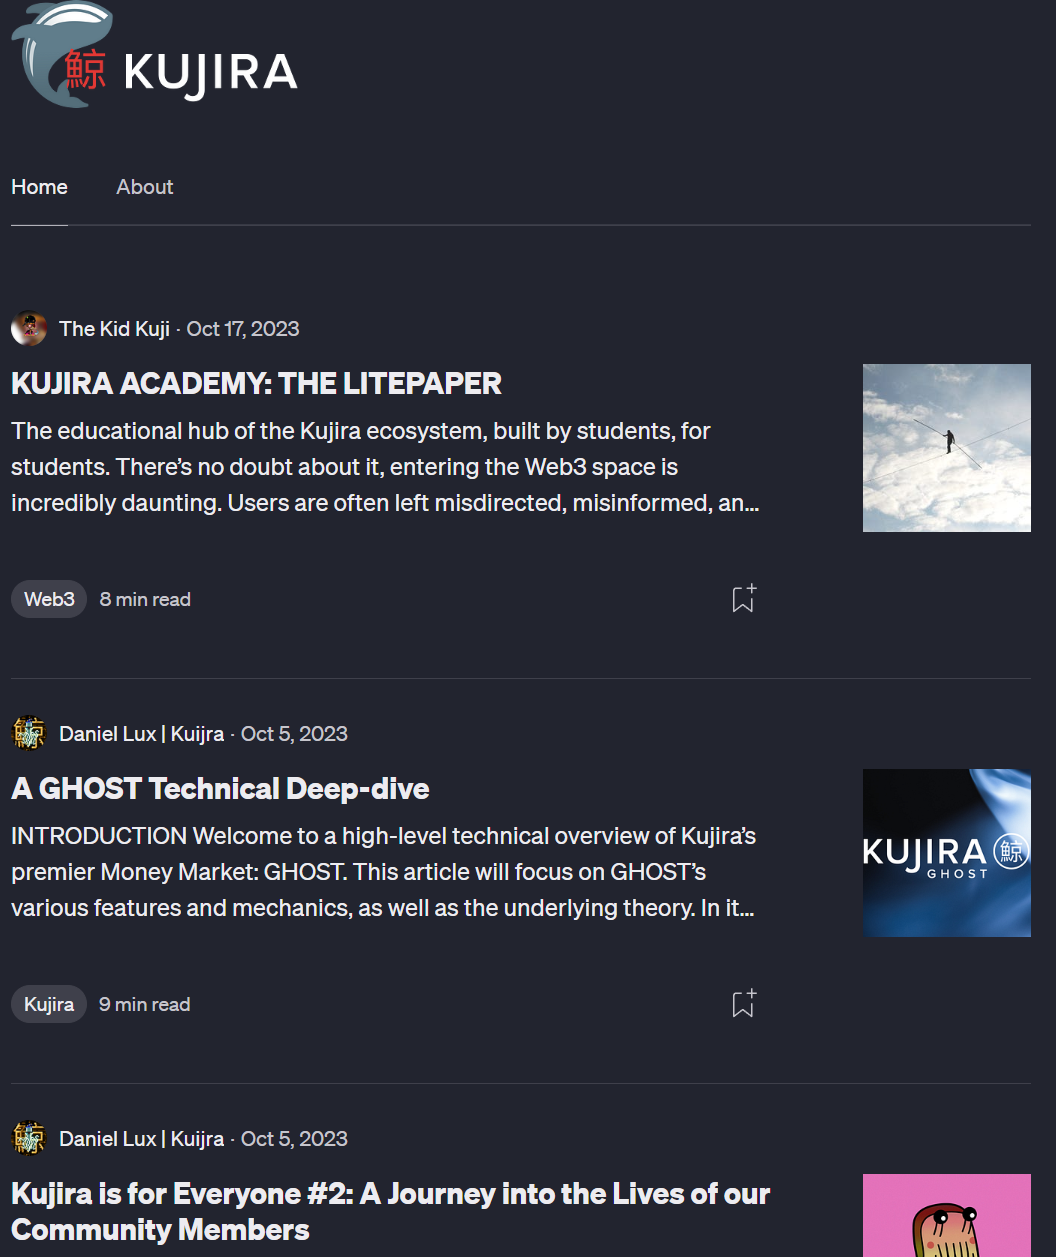 鯨 KUJIRA
Home About
The Kid Kuji · Oct 17, 2023
KUJIRA ACADEMY: THE LITEPAPER
The educational hub of the Kujira ecosystem, built by students, for
students. There’s no doubt about it, entering the Web3 space is
incredibly daunting. Users are often left misdirected, misinformed, an...
Web3 8 min read
鯨
Daniel Lux | Kuijra · Oct 5, 2023
A GHOST Technical Deep-dive
INTRODUCTION Welcome to a high-level technical overview of Kujira’s
premier Money Market: GHOST. This article will focus on GHOST’s
various features and mechanics, as well as the underlying theory. In it...
KUJIRA 鯨
GHOST
Kujira 9 min read
鯨
Daniel Lux | Kuijra · Oct 5, 2023
Kujira is for Everyone #2: A Journey into the Lives of our
Community Members